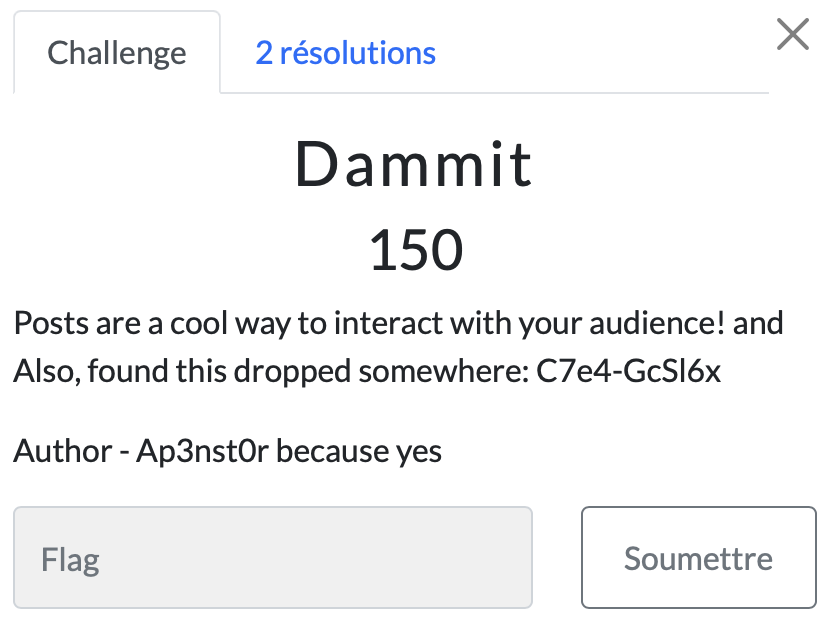 Challenge
2 résolutions
Dammit
150
Posts are a cool way to interact with your audience! and
Also, found this dropped somewhere: C7e4-GcSl6x
Author - Ap3nst0r because yes
Flag
Soumettre